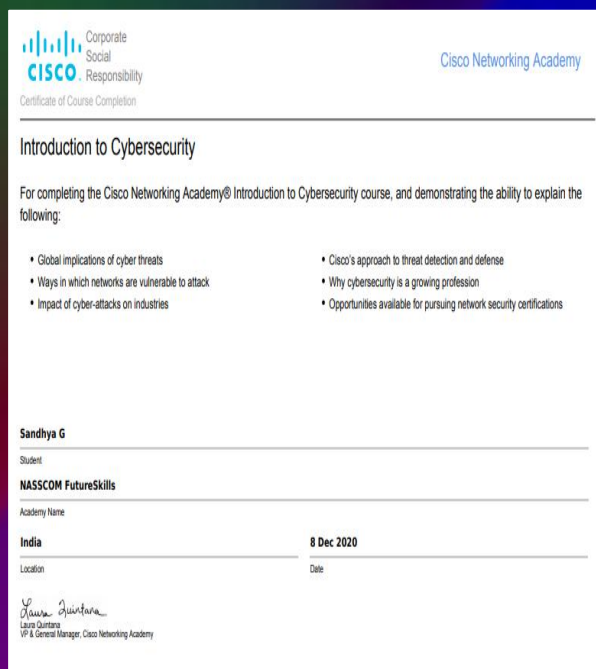 Corporate
Social
CISCO. Responsibility
Cisco Networking Academy
Certificate of Course Completion
Introduction to Cybersecurity
For completing the Cisco Networking Academy® Introduction to Cybersecurity course, and demonstrating the ability to explain the
following:
• Global implications of cyber threats
• Ways in which networks are vulnerable to attack
• Impact of cyber-attacks on industries
• Cisco's approach to threat detection and defense
• Why cybersecurity is a growing profession
• Opportunities available for pursuing network security certifications
Sandhya G
Student
NASSCOM FutureSkills
Academy Name
India
Location
8 Dec 2020
Date
Laura Quintana
Laura Quintana
VP & General Manager, Cisco Networking Academy